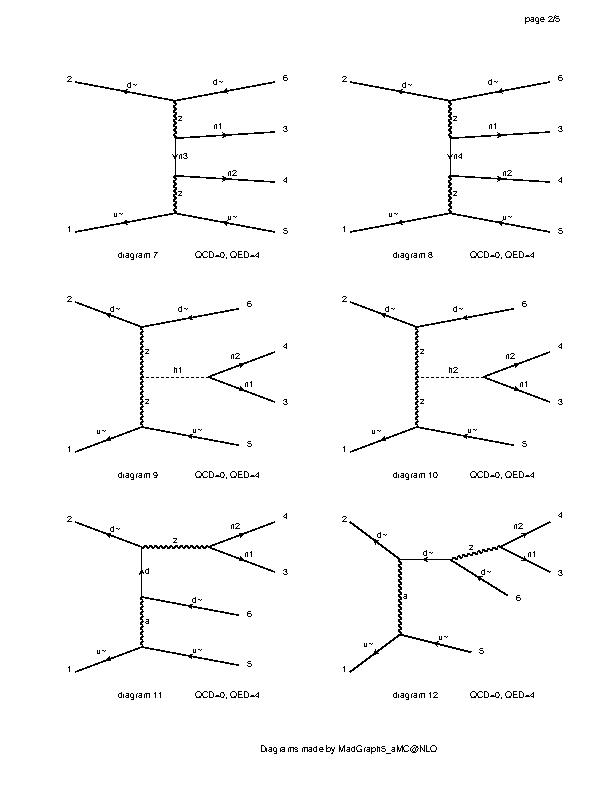 page 2/5
2 d~ d~ 6
z
n1 3
n3
n2 4
z
1 u~ u~ 5
diagram 7 QCD=0, QED=4
2 d~ d~ 6
z
n1 3
n4
n2 4
z
1 u~ u~ 5
diagram 8 QCD=0, QED=4
2 d~ d~ 6
z
n2 4
h1
n1 3
z
1 u~ u~ 5
diagram 9 QCD=0, QED=4
2 d~ d~ 6
z
n2 4
h2
n1 3
z
1 u~ u~ 5
diagram 10 QCD=0, QED=4
2 d~ z n2 4
n1 3
d
d~ 6
a
1 u~ u~ 5
diagram 11 QCD=0, QED=4
2 d~ d~ z n2 4
n1 3
d~ 6
a
1 u~ u~ 5
diagram 12 QCD=0, QED=4
Diagrams made by MadGraph5_aMC@NLO